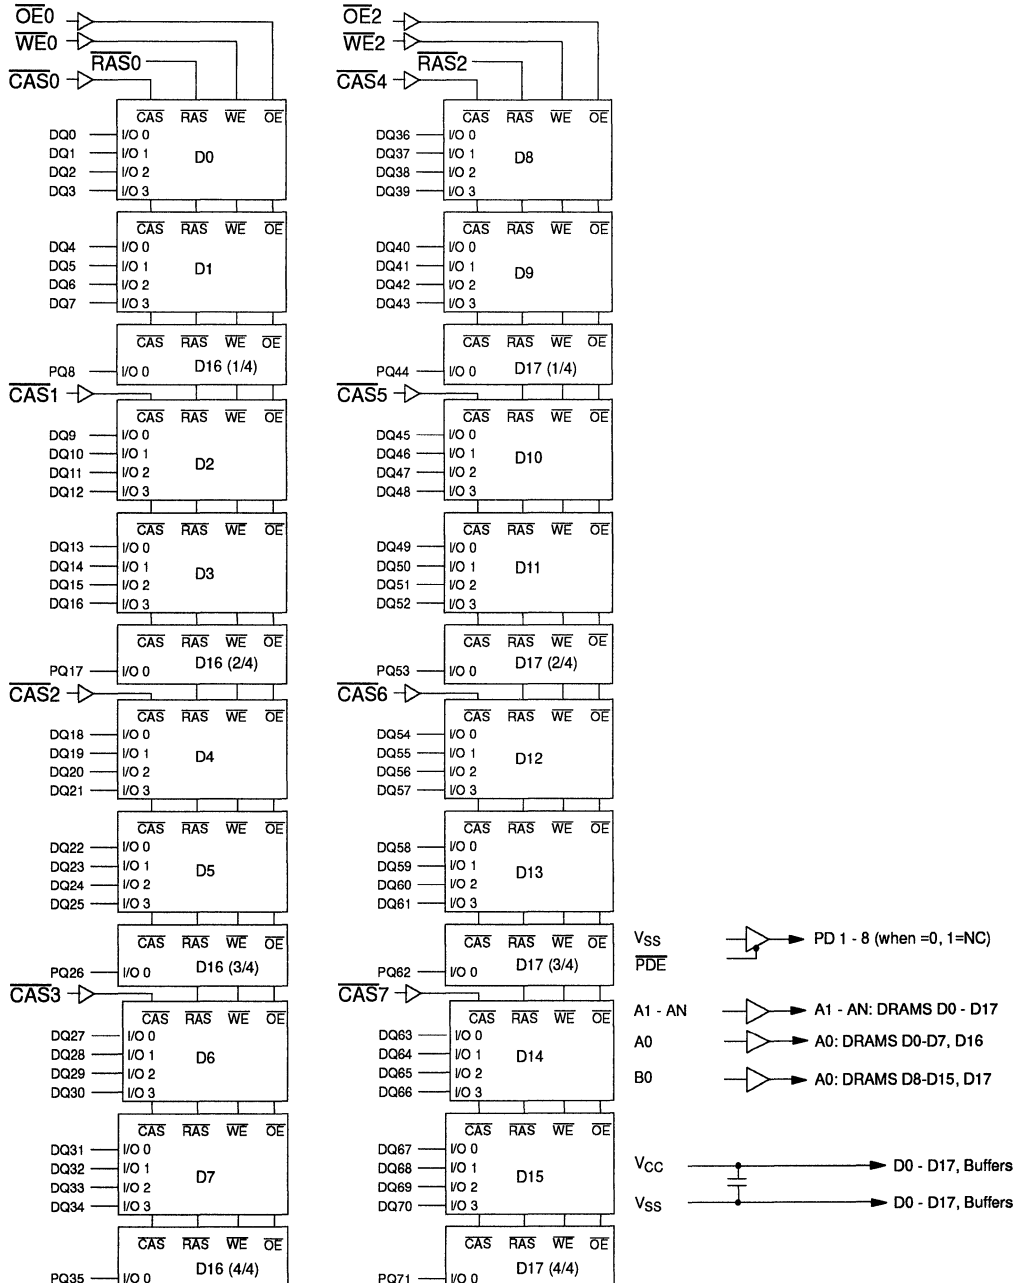 OE0
WE0
RAS0
CAS0
CAS RAS WE OE
DQ0 I/O 0
DQ1 I/O 1
DQ2 I/O 2
DQ3 I/O 3
D0
CAS RAS WE OE
DQ4 I/O 0
DQ5 I/O 1
DQ6 I/O 2
DQ7 I/O 3
D1
CAS RAS WE OE
D16 (1/4)
PQ8 I/O 0
CAS1
CAS RAS WE OE
DQ9 I/O 0
DQ10 I/O 1
DQ11 I/O 2
DQ12 I/O 3
D2
CAS RAS WE OE
DQ13 I/O 0
DQ14 I/O 1
DQ15 I/O 2
DQ16 I/O 3
D3
CAS RAS WE OE
D16 (2/4)
PQ17 I/O 0
CAS2
CAS RAS WE OE
DQ18 I/O 0
DQ19 I/O 1
DQ20 I/O 2
DQ21 I/O 3
D4
CAS RAS WE OE
DQ22 I/O 0
DQ23 I/O 1
DQ24 I/O 2
DQ25 I/O 3
D5
CAS RAS WE OE
D16 (3/4)
PQ26 I/O 0
CAS3
CAS RAS WE OE
DQ27 I/O 0
DQ28 I/O 1
DQ29 I/O 2
DQ30 I/O 3
D6
CAS RAS WE OE
DQ31 I/O 0
DQ32 I/O 1
DQ33 I/O 2
DQ34 I/O 3
D7
CAS RAS WE OE
D16 (4/4)
PQ35 I/O 0
OE2
WE2
RAS2
CAS4
CAS RAS WE OE
DQ36 I/O 0
DQ37 I/O 1
DQ38 I/O 2
DQ39 I/O 3
D8
CAS RAS WE OE
DQ40 I/O 0
DQ41 I/O 1
DQ42 I/O 2
DQ43 I/O 3
D9
CAS RAS WE OE
D17 (1/4)
PQ44 I/O 0
CAS5
CAS RAS WE OE
DQ45 I/O 0
DQ46 I/O 1
DQ47 I/O 2
DQ48 I/O 3
D10
CAS RAS WE OE
DQ49 I/O 0
DQ50 I/O 1
DQ51 I/O 2
DQ52 I/O 3
D11
CAS RAS WE OE
D17 (2/4)
PQ53 I/O 0
CAS6
CAS RAS WE OE
DQ54 I/O 0
DQ55 I/O 1
DQ56 I/O 2
DQ57 I/O 3
D12
CAS RAS WE OE
DQ58 I/O 0
DQ59 I/O 1
DQ60 I/O 2
DQ61 I/O 3
D13
CAS RAS WE OE
D17 (3/4)
PQ62 I/O 0
CAS7
CAS RAS WE OE
DQ63 I/O 0
DQ64 I/O 1
DQ65 I/O 2
DQ66 I/O 3
D14
CAS RAS WE OE
DQ67 I/O 0
DQ68 I/O 1
DQ69 I/O 2
DQ70 I/O 3
D15
CAS RAS WE OE
D17 (4/4)
PQ71 I/O 0
VSS PD 1 - 8 (when =0, 1=NC)
PDE
A1 - AN A1 - AN: DRAMS D0 - D17
A0 A0: DRAMS D0-D7, D16
B0 A0: DRAMS D8-D15, D17
VCC D0 - D17, Buffers
VSS D0 - D17, Buffers